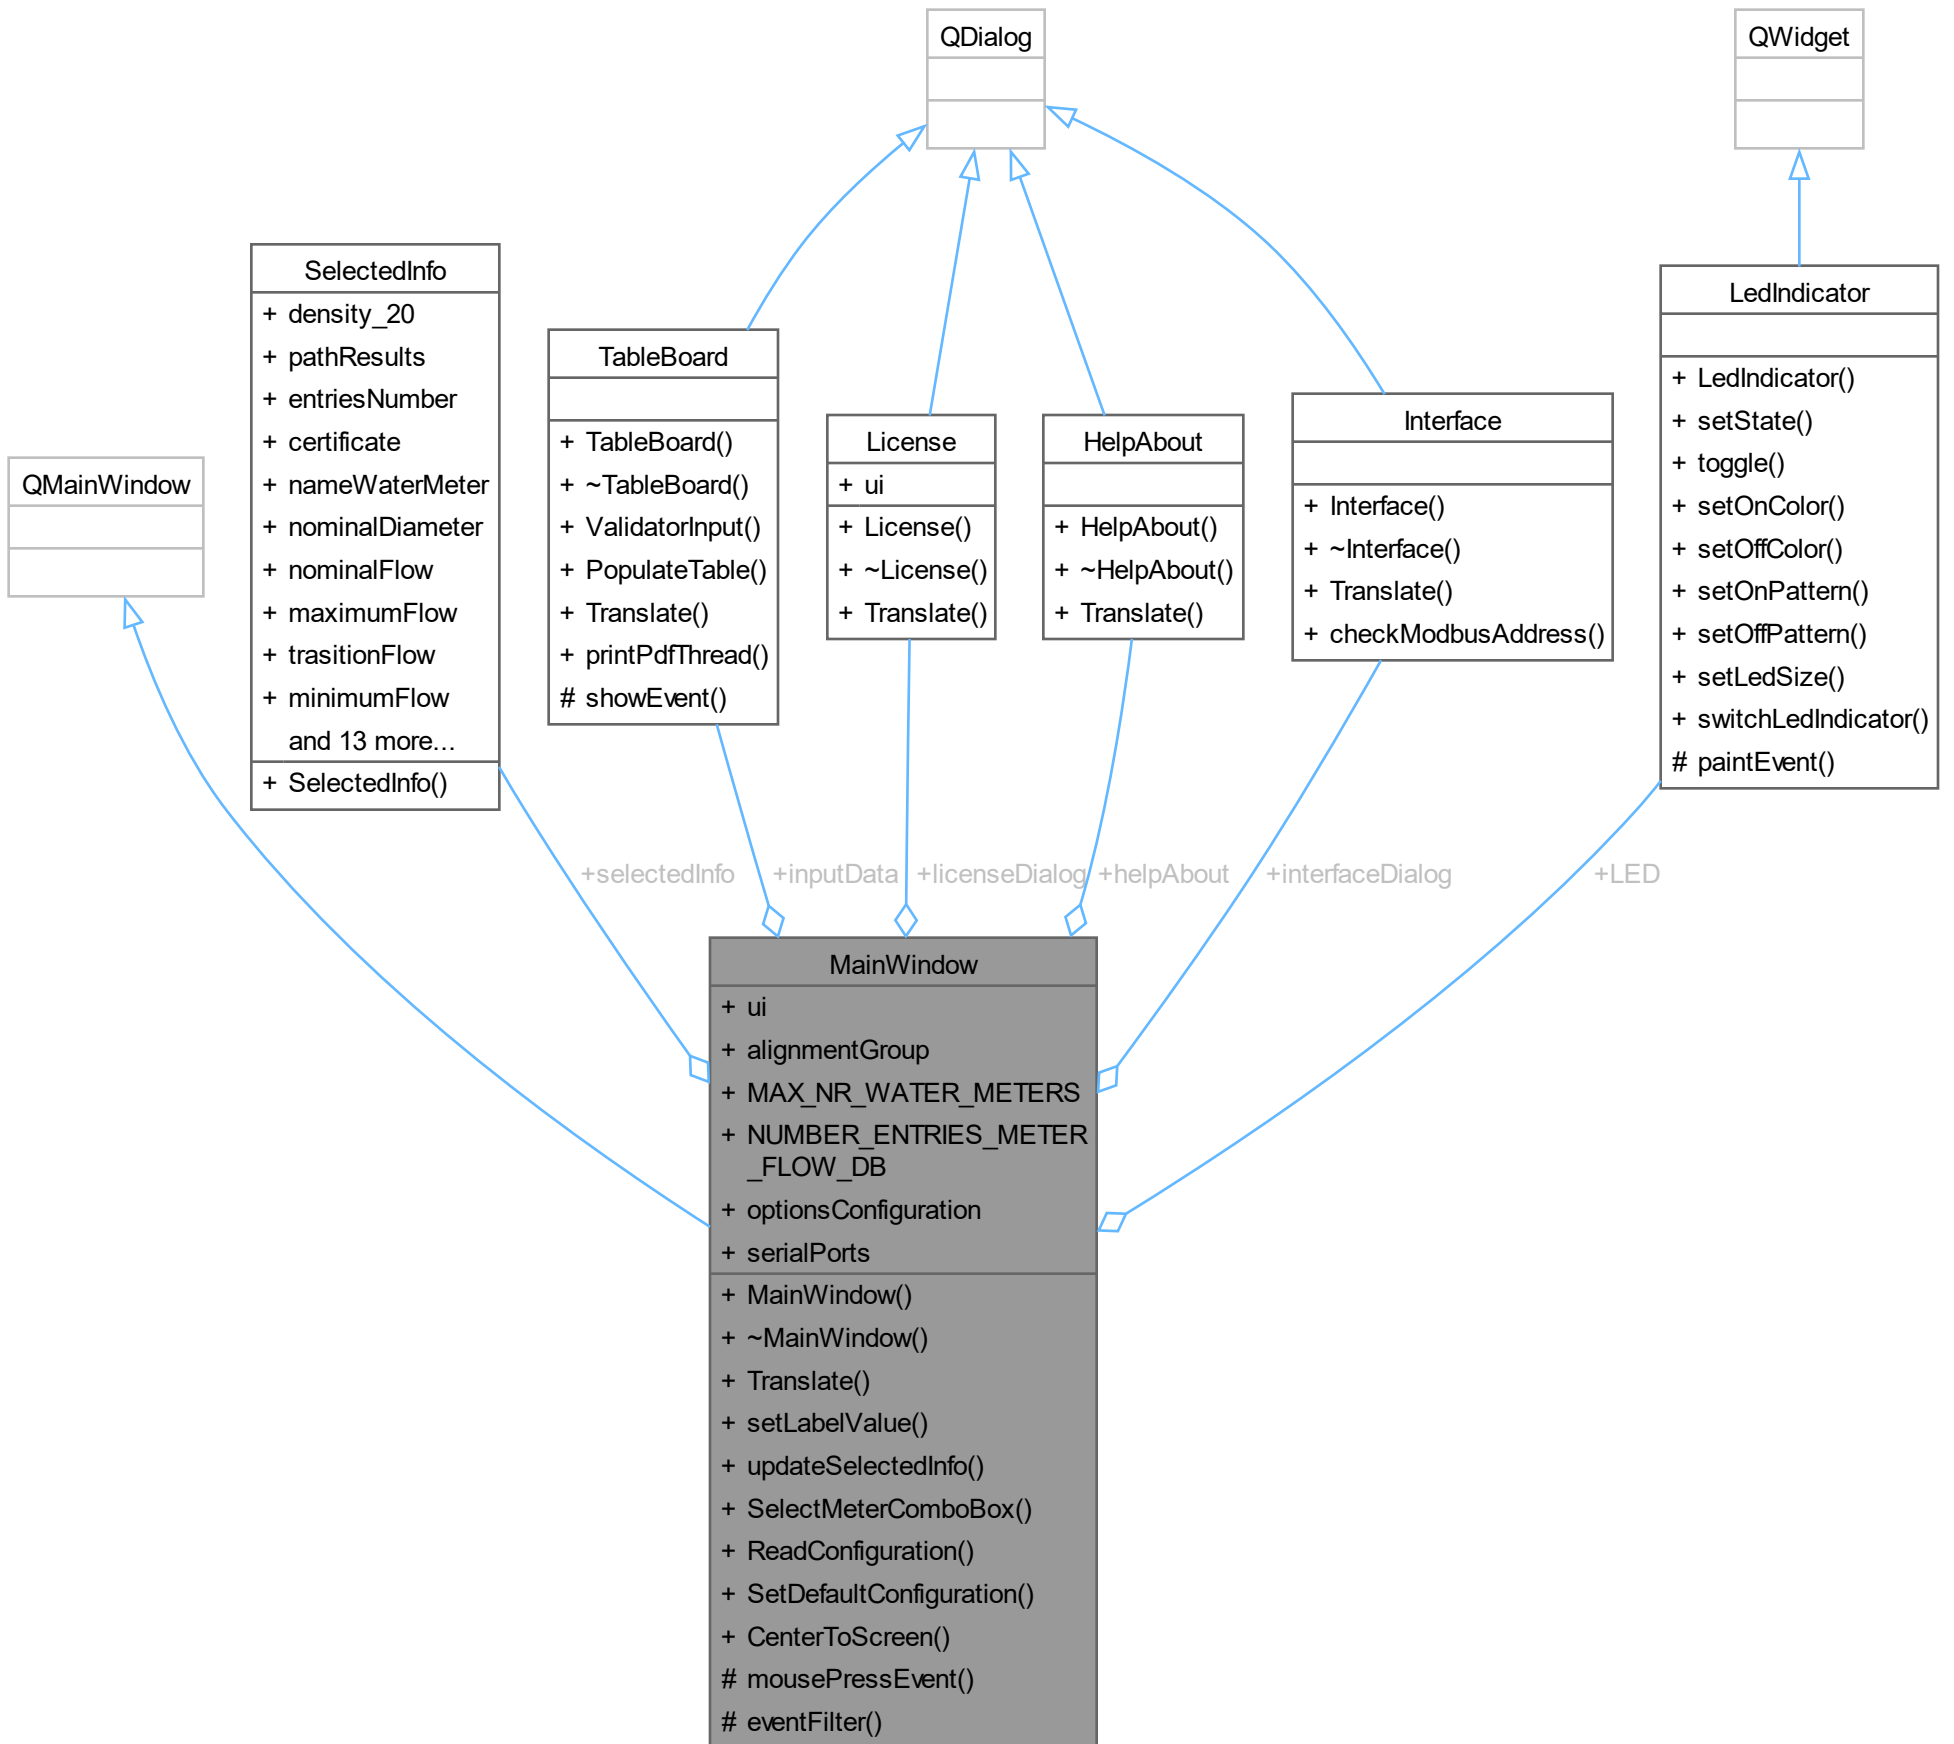 QDialog
QWidget
SelectedInfo
+ density_20
+ pathResults
+ entriesNumber
+ certificate
+ nameWaterMeter
+ nominalDiameter
+ nominalFlow
+ maximumFlow
+ trasitionFlow
+ minimumFlow
and 13 more...
+ SelectedInfo()
QMainWindow
TableBoard
+ TableBoard()
+ ~TableBoard()
+ ValidatorInput()
+ PopulateTable()
+ Translate()
+ printPdfThread()
# showEvent()
License
+ ui
+ License()
+ ~License()
+ Translate()
HelpAbout
+ HelpAbout()
+ ~HelpAbout()
+ Translate()
Interface
+ Interface()
+ ~Interface()
+ Translate()
+ checkModbusAddress()
LedIndicator
+ LedIndicator()
+ setState()
+ toggle()
+ setOnColor()
+ setOffColor()
+ setOnPattern()
+ setOffPattern()
+ setLedSize()
+ switchLedIndicator()
# paintEvent()
+selectedInfo
+inputData
+licenseDialog
+helpAbout
+interfaceDialog
+LED
MainWindow
+ ui
+ alignmentGroup
+ MAX_NR_WATER_METERS
+ NUMBER_ENTRIES_METER
_FLOW_DB
+ optionsConfiguration
+ serialPorts
+ MainWindow()
+ ~MainWindow()
+ Translate()
+ setLabelValue()
+ updateSelectedInfo()
+ SelectMeterComboBox()
+ ReadConfiguration()
+ SetDefaultConfiguration()
+ CenterToScreen()
# mousePressEvent()
# eventFilter()